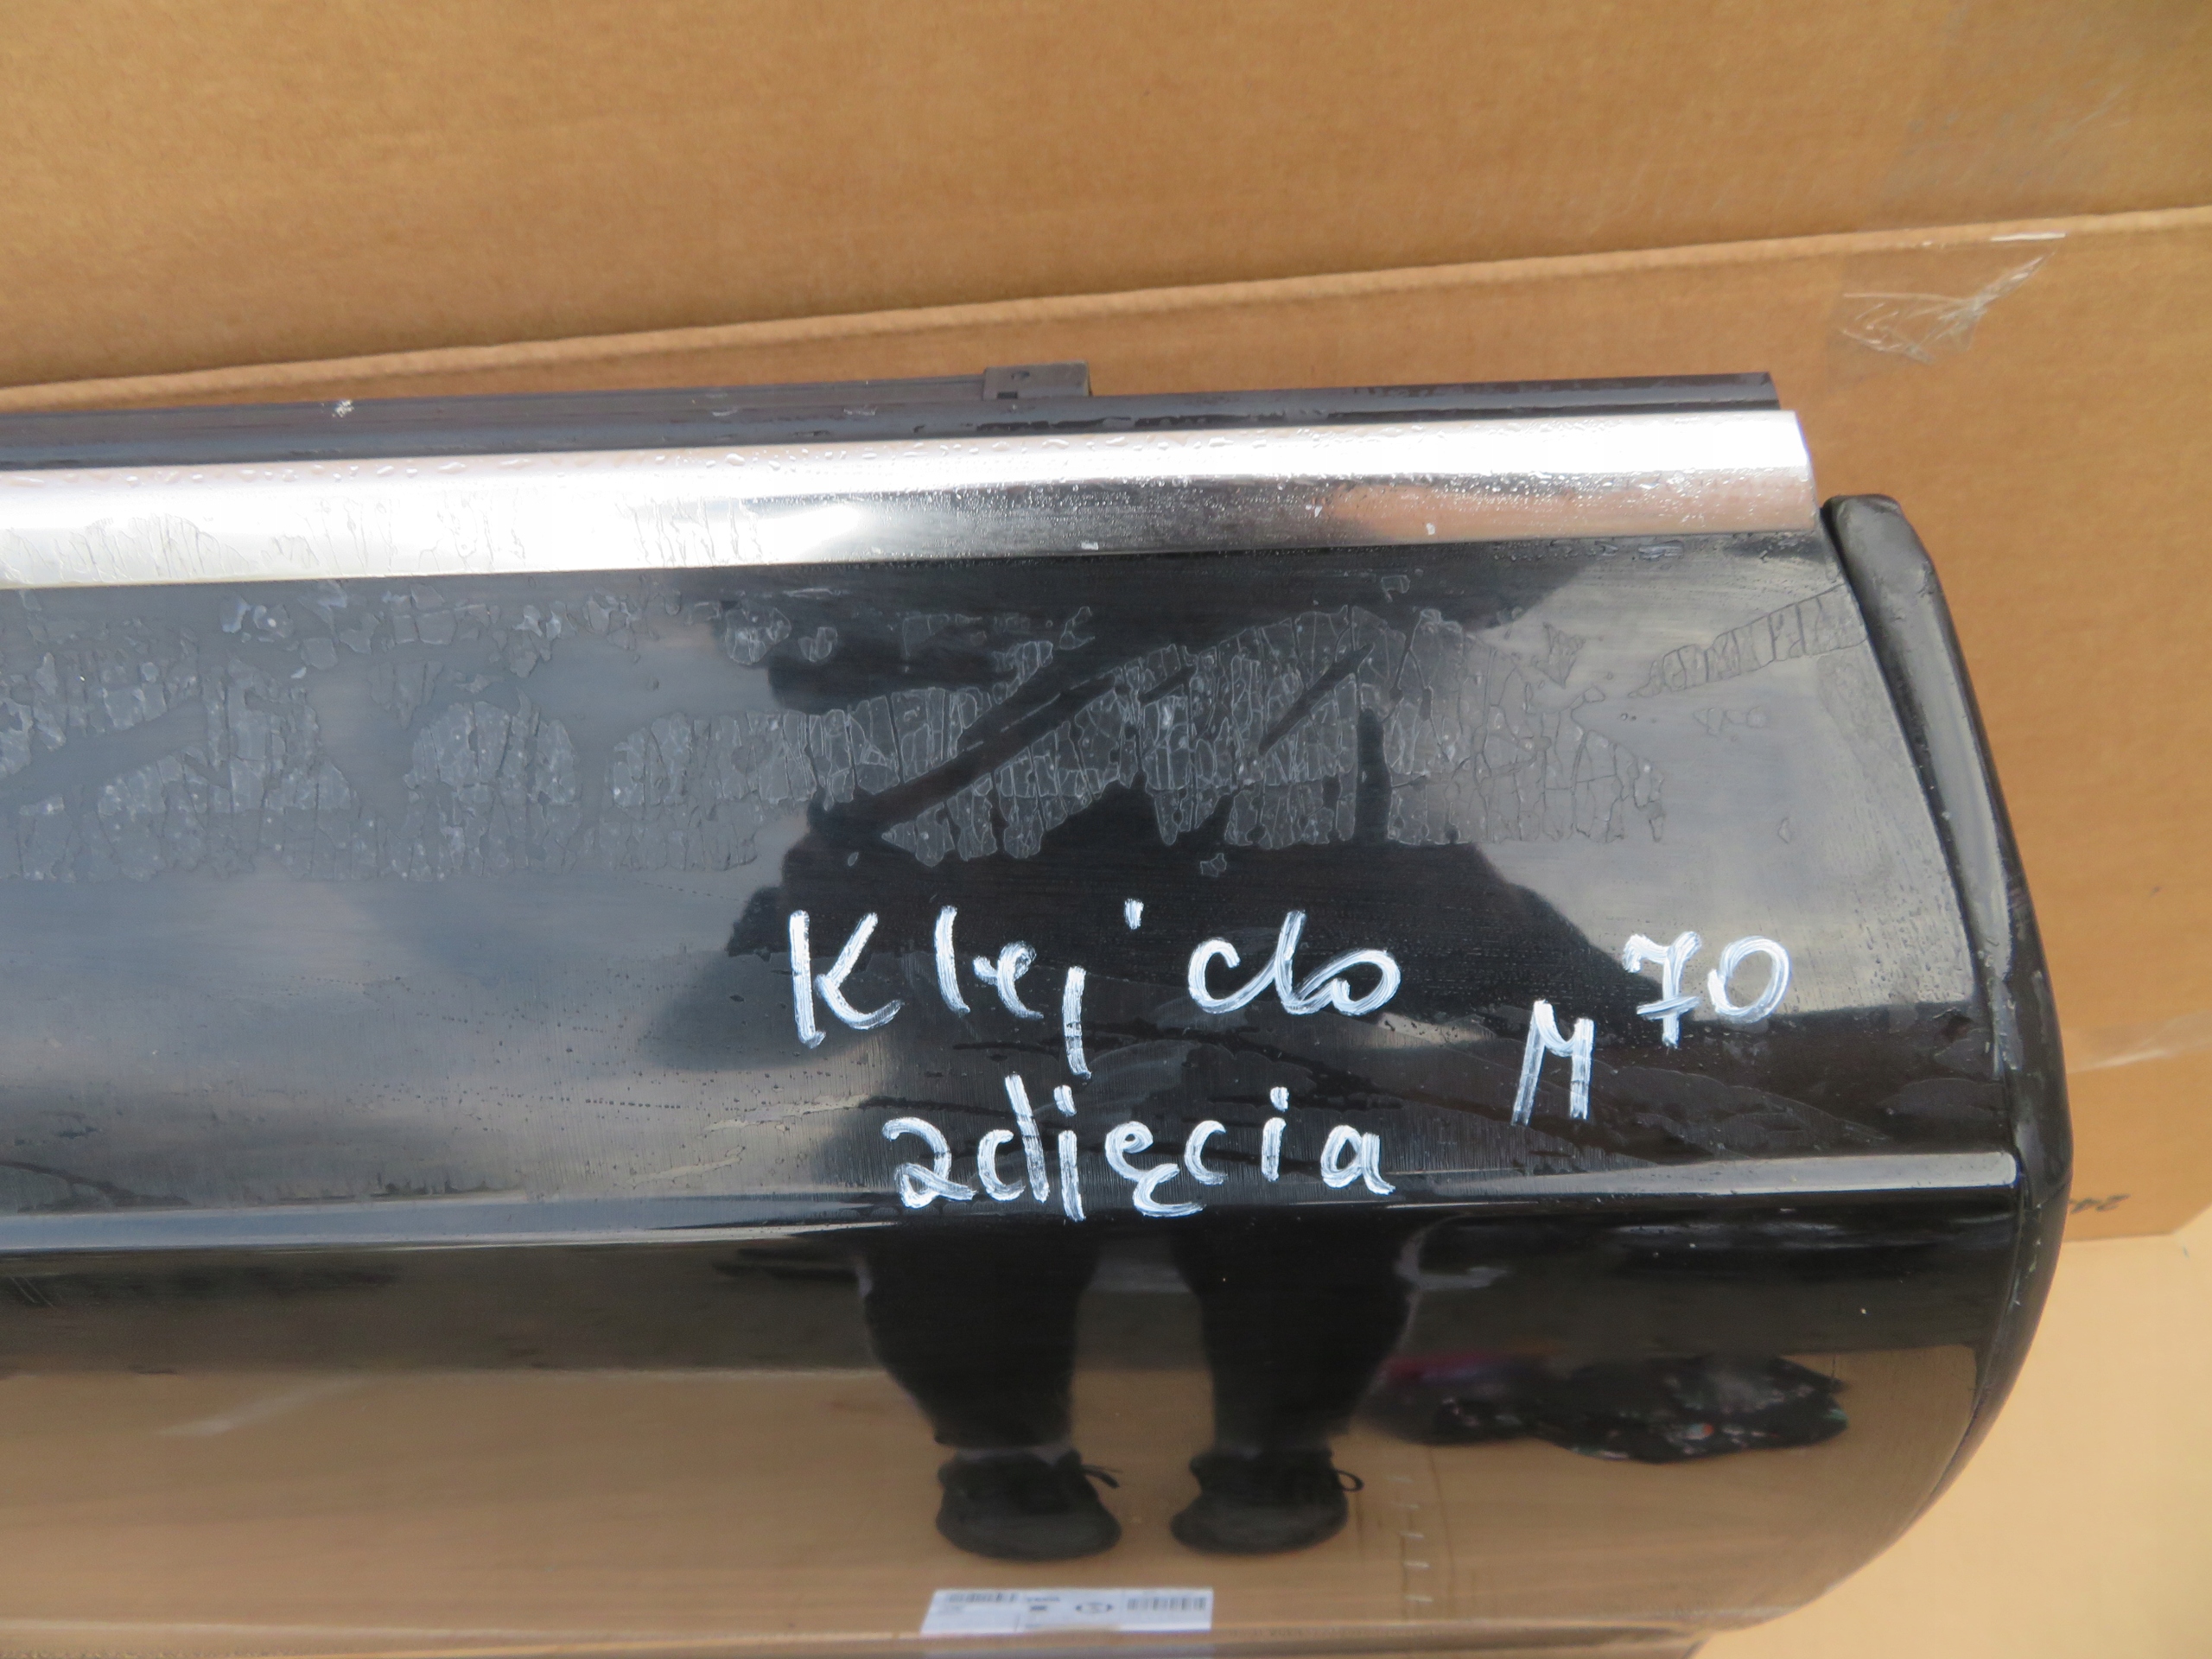 Klej do
zdjęcia
M 70